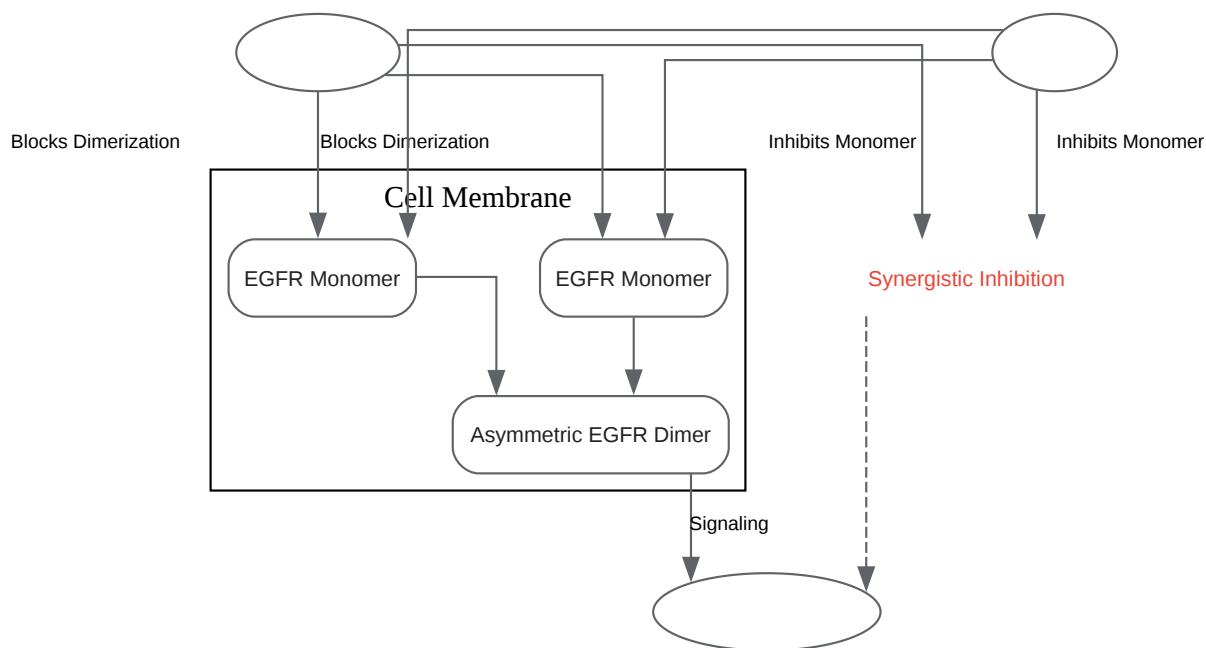 Blocks Dimerization
Blocks Dimerization
Inhibits Monomer
Inhibits Monomer
Cell Membrane
EGFR Monomer
EGFR Monomer
Synergistic Inhibition
Asymmetric EGFR Dimer
Signaling